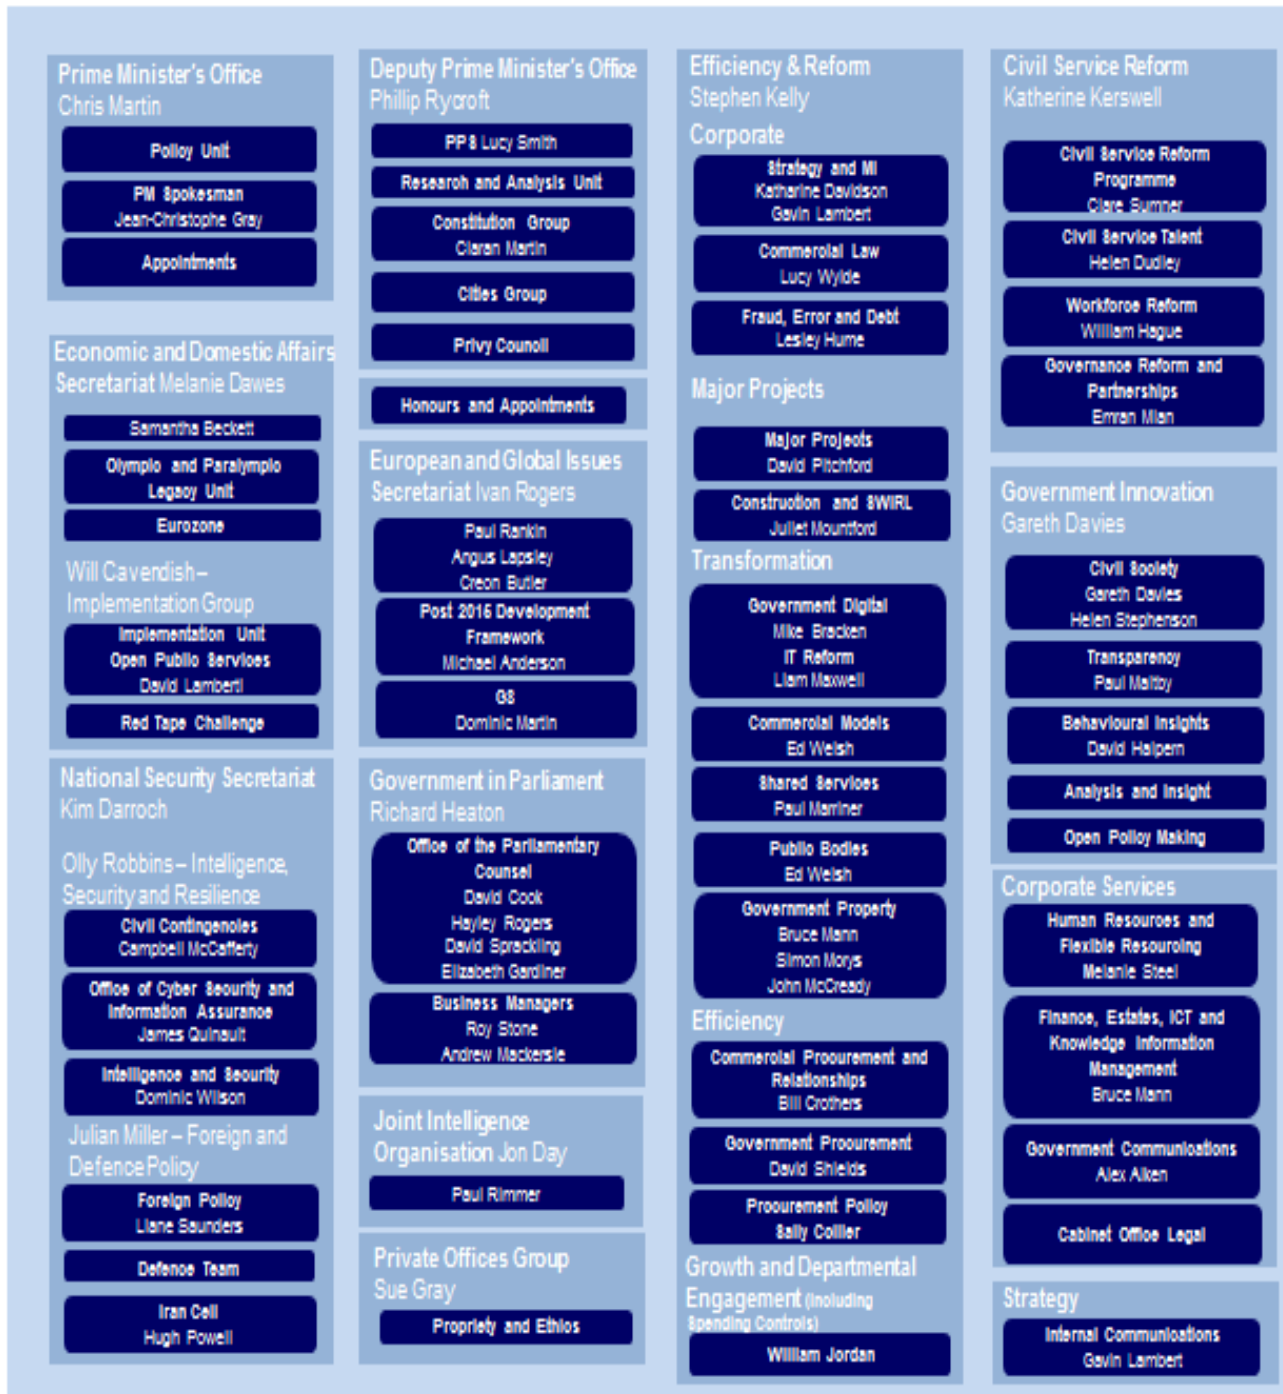 Prime Minister's Office
Chris Martin
Policy Unit
PM Spokesman
Jean-Christophe Gray
Appointments
Economic and Domestic Affairs
Secretariat Melanie Dawes
Samantha Beckett
Olympic and Paralympic
Legacy Unit
Eurozone
Will Cavendish –
Implementation Group
Implementation Unit
Open Public Services
David Lamberti
Red Tape Challenge
National Security Secretariat
Kim Darroch
Olly Robbins – Intelligence,
Security and Resilience
Civil Contingencies
Campbell McCafferty
Office of Cyber Security and
Information Assurance
James Quinault
Intelligence and Security
Dominic Wilson
Julian Miller – Foreign and
Defence Policy
Foreign Policy
Liane Saunders
Defence Team
Iran Cell
Hugh Powell
Deputy Prime Minister's Office
Phillip Rycroft
PPS Lucy Smith
Research and Analysis Unit
Constitution Group
Ciaran Martin
Cities Group
Privy Council
Honours and Appointments
European and Global Issues
Secretariat Ivan Rogers
Paul Rankin
Angus Lapsley
Creon Butler
Post 2015 Development
Framework
Michael Anderson
G8
Dominic Martin
Government in Parliament
Richard Heaton
Office of the Parliamentary
Counsel
David Cook
Hayley Rogers
David Sprackling
Elizabeth Gardiner
Business Managers
Roy Stone
Andrew Mackersie
Joint Intelligence
Organisation Jon Day
Paul Rimmer
Private Offices Group
Sue Gray
Propriety and Ethics
Efficiency & Reform
Stephen Kelly
Corporate
Strategy and MI
Katharine Davidson
Gavin Lambert
Commercial Law
Lucy Wylde
Fraud, Error and Debt
Lesley Hume
Major Projects
Major Projects
David Pitchford
Construction and SWIRL
Juliet Mountford
Transformation
Government Digital
Mike Bracken
IT Reform
Liam Maxwell
Commercial Models
Ed Welsh
Shared Services
Paul Marriner
Public Bodies
Ed Welsh
Government Property
Bruce Mann
Simon Morys
John McCready
Efficiency
Commercial Procurement and
Relationships
Bill Crothers
Government Procurement
David Shields
Procurement Policy
Sally Collier
Growth and Departmental
Engagement (including
Spending Controls)
William Jordan
Civil Service Reform
Katherine Kerswell
Civil Service Reform
Programme
Clare Sumner
Civil Service Talent
Helen Dudley
Workforce Reform
William Hague
Governance Reform and
Partnerships
Emran Mian
Government Innovation
Gareth Davies
Civil Society
Gareth Davies
Helen Stephenson
Transparency
Paul Maltby
Behavioural Insights
David Halpern
Analysis and Insight
Open Policy Making
Corporate Services
Human Resources and
Flexible Resourcing
Melanie Steel
Finance, Estates, ICT and
Knowledge Information
Management
Bruce Mann
Government Communications
Alex Aiken
Cabinet Office Legal
Strategy
Internal Communications
Gavin Lambert